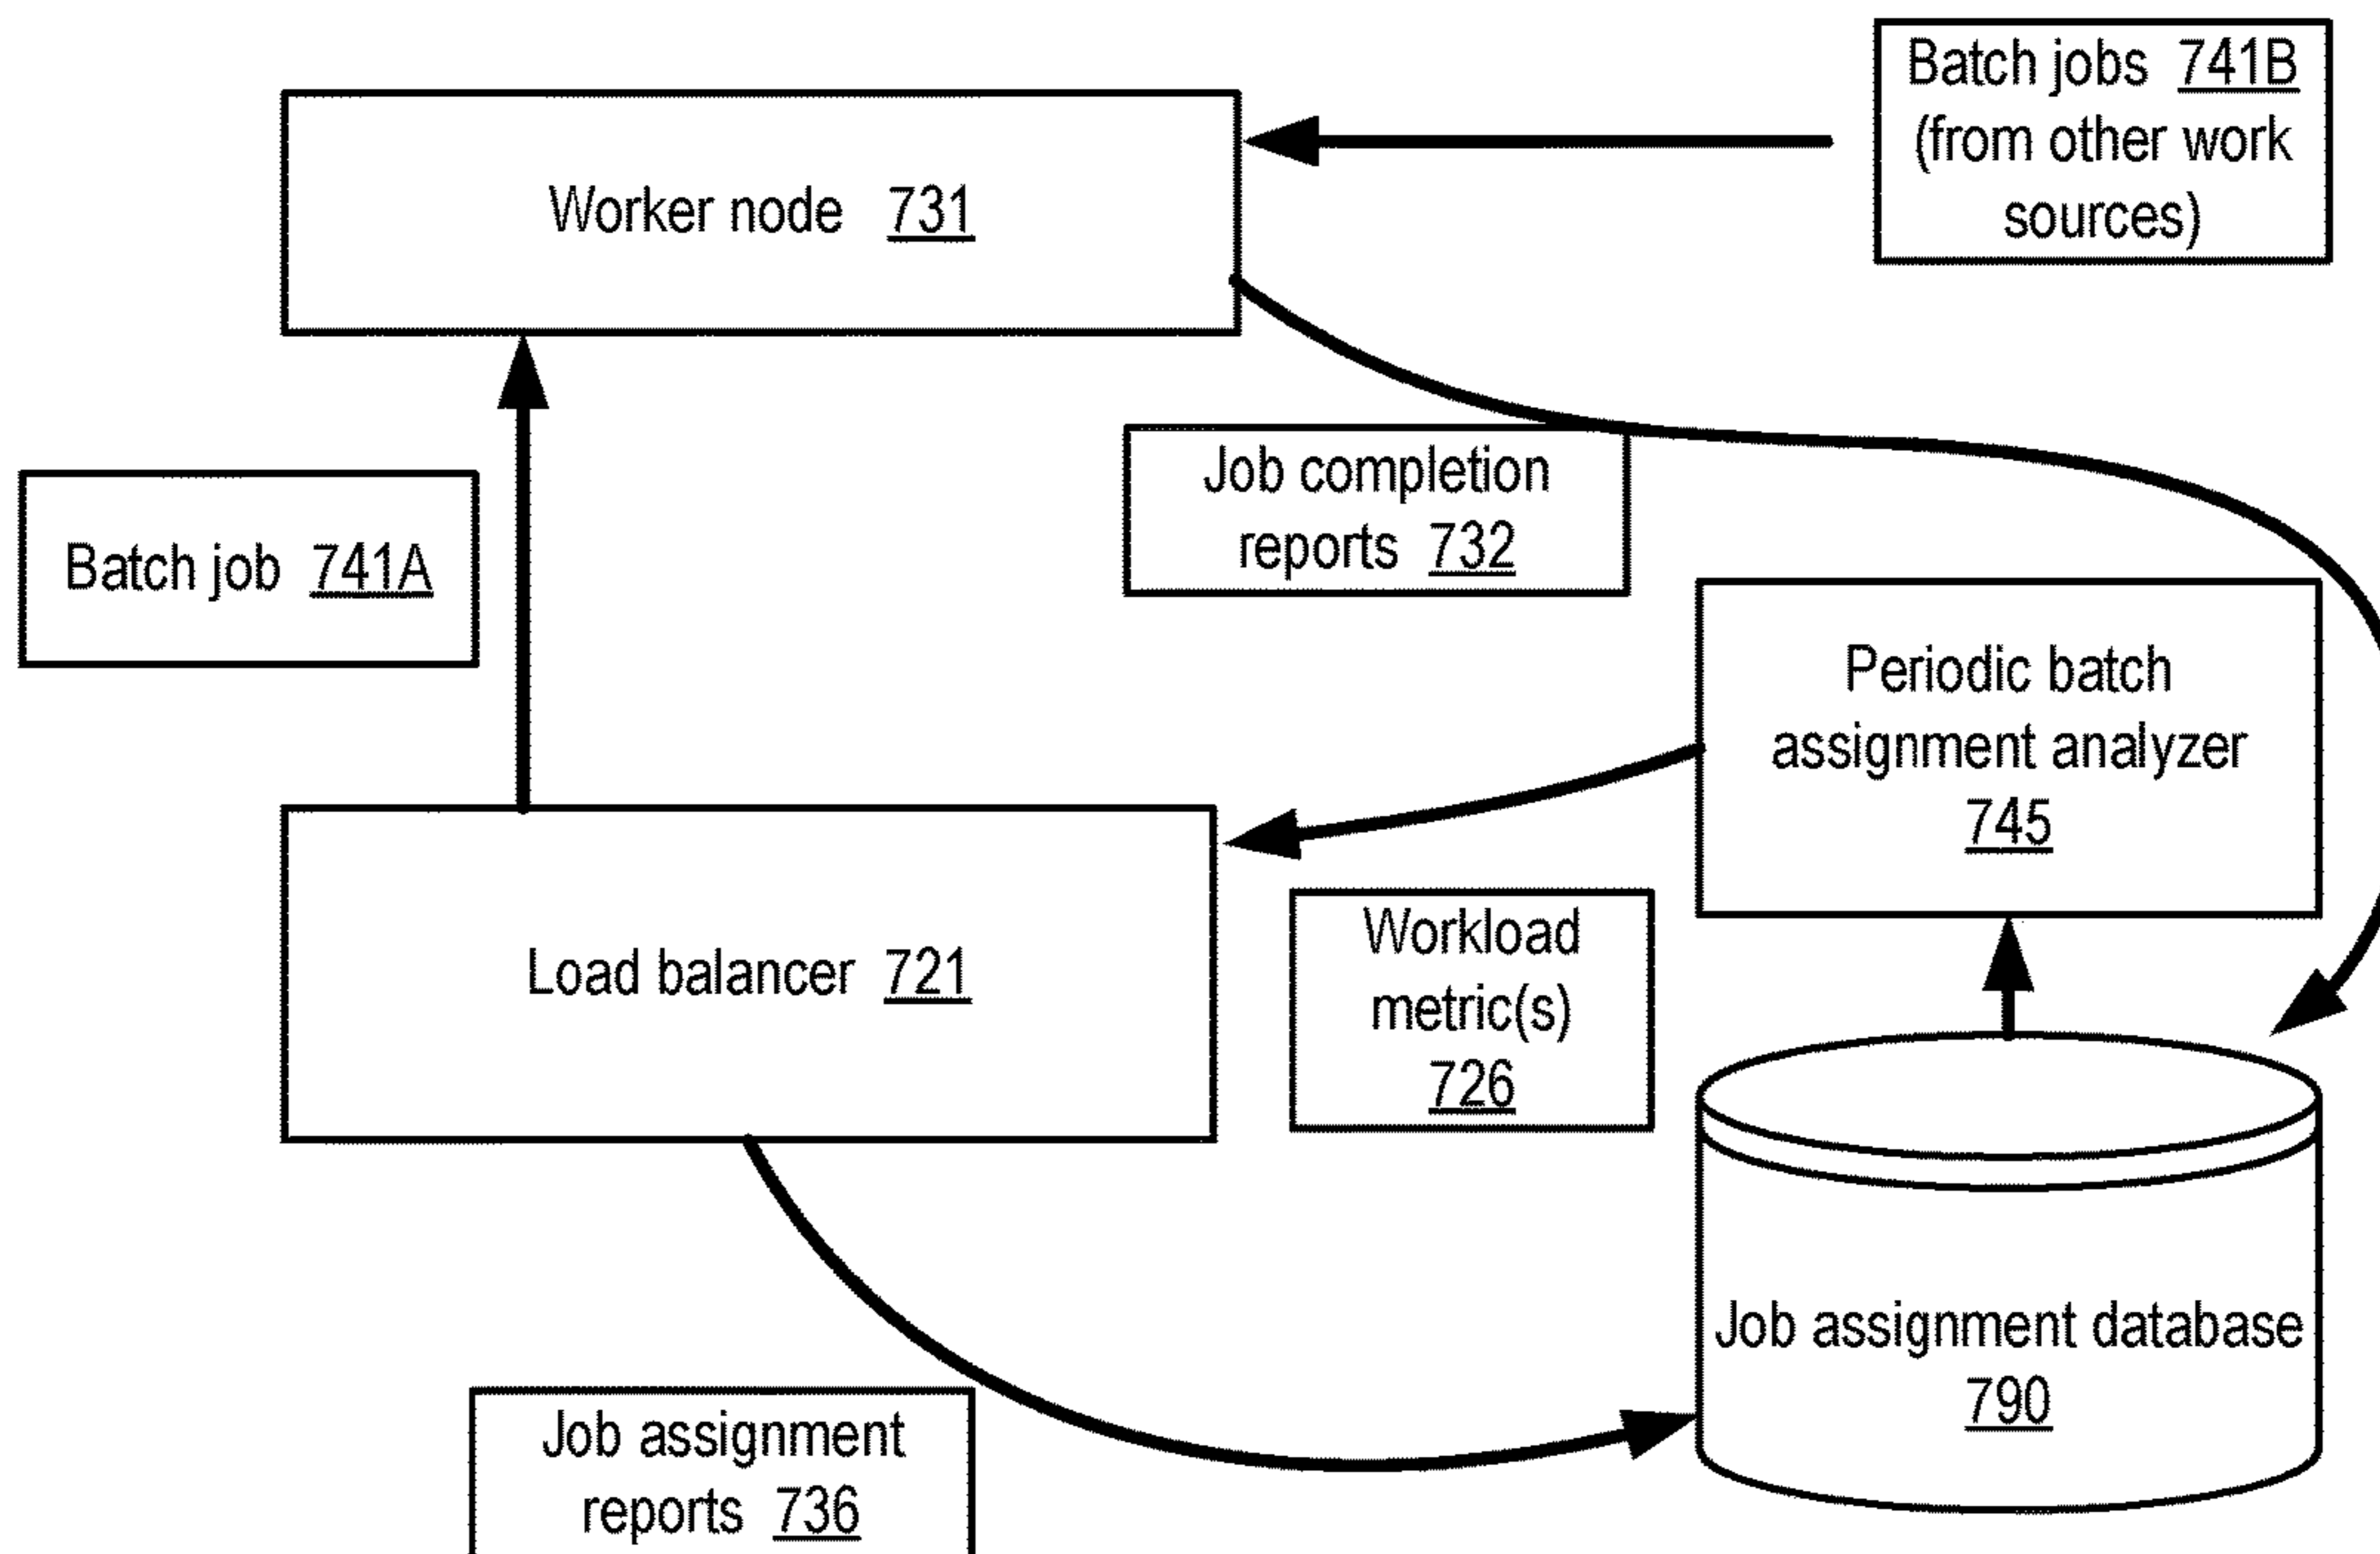 Batch jobs 741B
(from other work
sources)
Worker node 731
Job completion
reports 732
Batch job 741A
Periodic batch
assignment analyzer
745
Load balancer 721
Workload
metric(s)
726
Job assignment database
790
Job assignment
reports 736